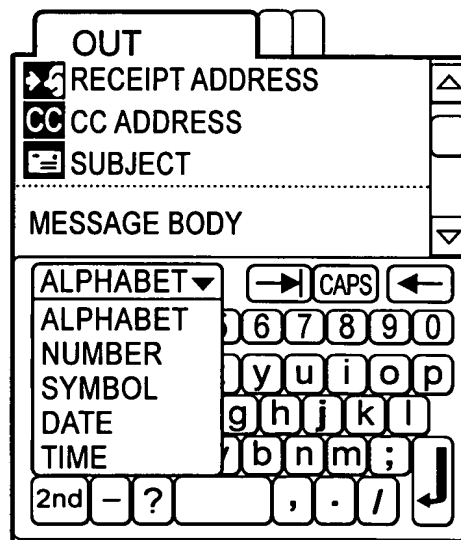 OUT
RECEIPT ADDRESS
CC CC ADDRESS
SUBJECT
MESSAGE BODY
ALPHABET CAPS
ALPHABET 6 7 8 9 0
NUMBER y u i o p
SYMBOL
DATE g h j k l
TIME b n m ;
2nd – ? , . /